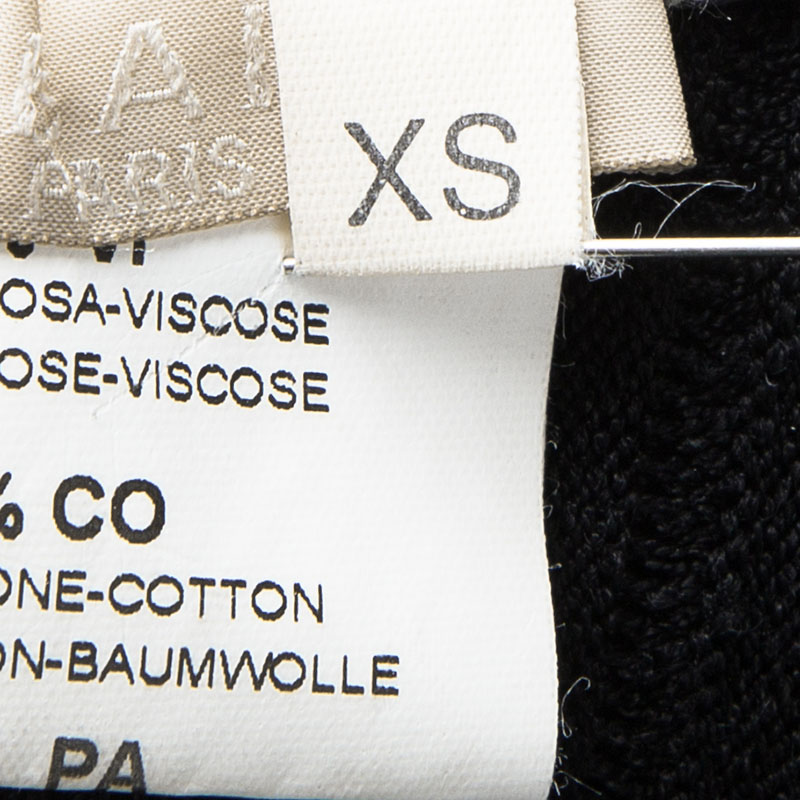 PARIS
XS
OSA-VISCOSE
OSE-VISCOSE
% CO
ONE-COTTON
ON-BAUMWOLLE
PA